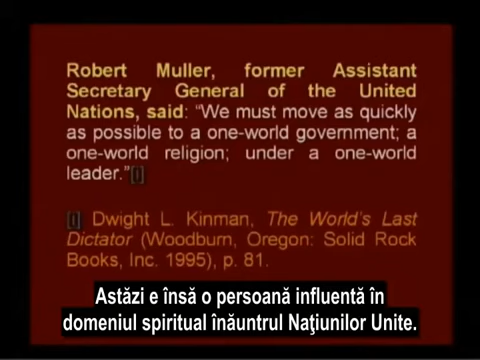 Robert Muller, former Assistant
Secretary General of the United
Nations, said: “We must move as quickly
as possible to a one-world government; a
one-world religion; under a one-world
leader.”[i]
[i] Dwight L. Kinman, The World's Last
Dictator (Woodburn, Oregon: Solid Rock
Books, Inc. 1995), p. 81.
Astăzi e însă o persoană influentă în
domeniul spiritual înăuntrul Naţiunilor Unite.